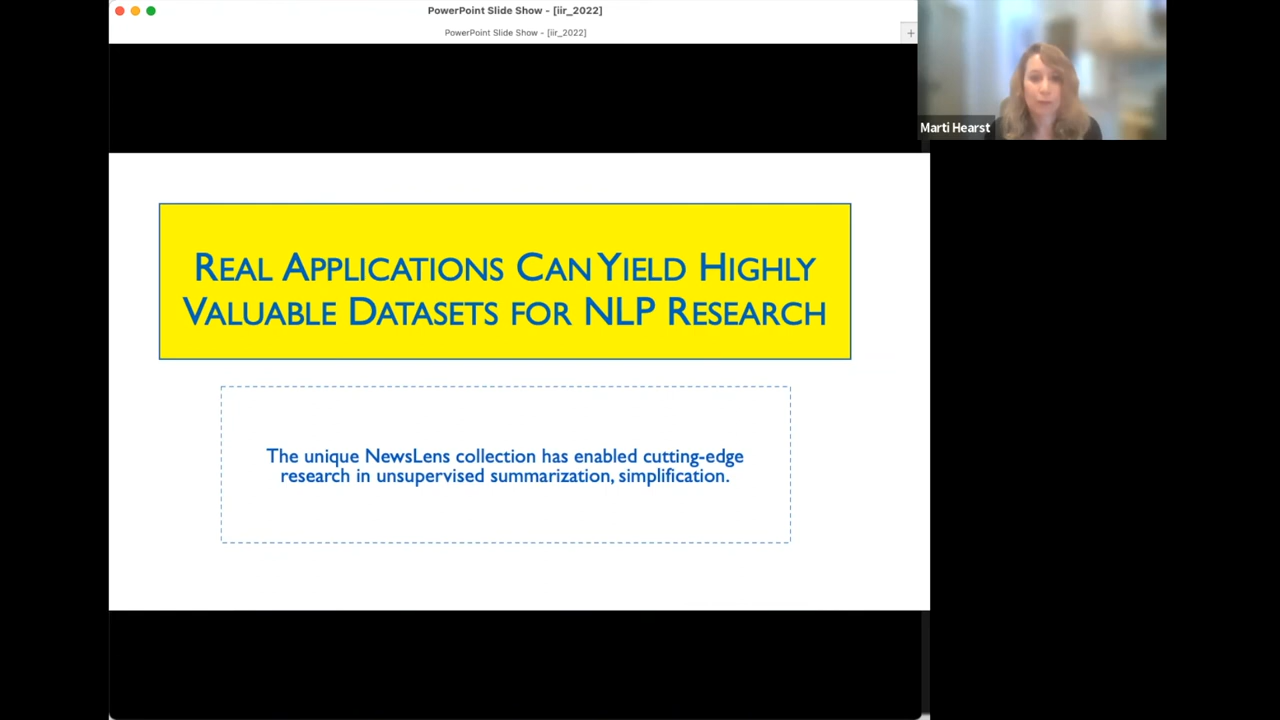 PowerPoint Slide Show - [iir_2022]
PowerPoint Slide Show - [iir_2022]
+
Marti Hearst
REAL APPLICATIONS CAN YIELD HIGHLY
VALUABLE DATASETS FOR NLP RESEARCH
The unique NewsLens collection has enabled cutting-edge
research in unsupervised summarization, simplification.